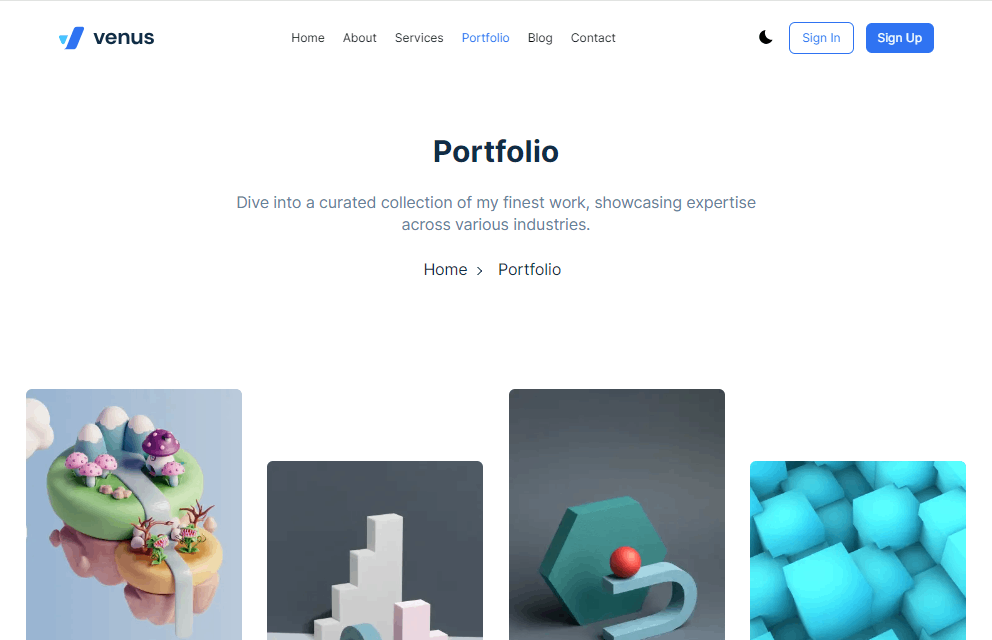 venus
Home About Services Portfolio Blog Contact
Sign In
Sign Up
Portfolio
Dive into a curated collection of my finest work, showcasing expertise
across various industries.
Home > Portfolio